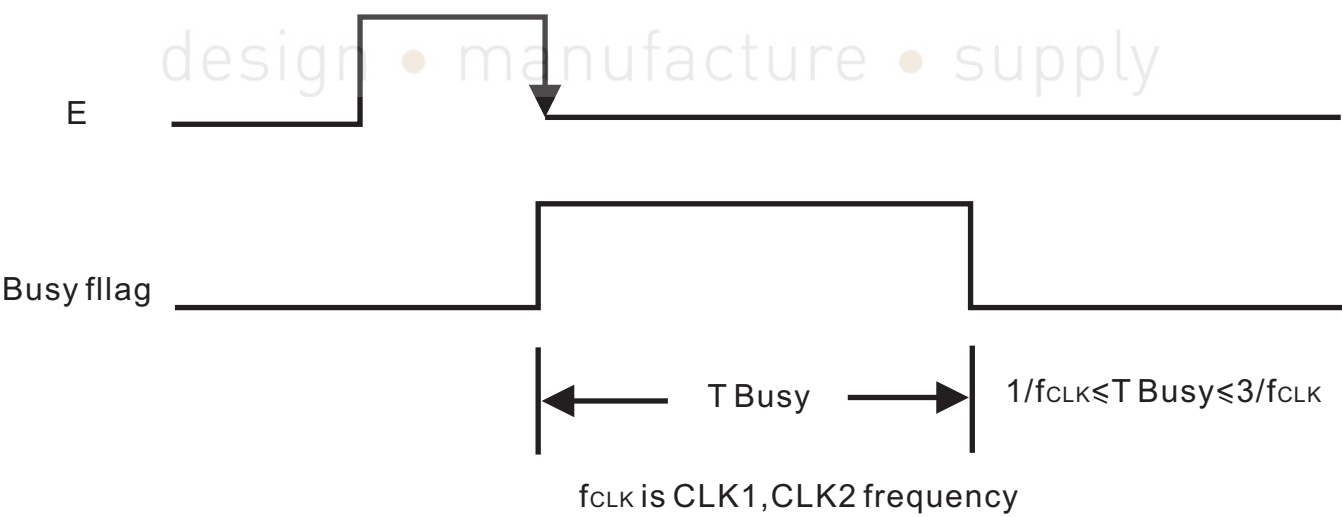 design • manufacture • supply
E
Busy fllag
T Busy
1/fCLK≤T Busy≤3/fCLK
fCLK is CLK1,CLK2 frequency